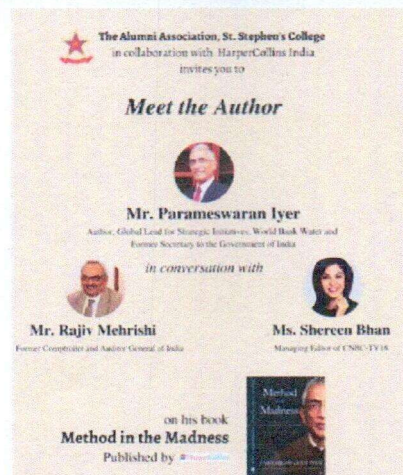 The Alumni Association, St. Stephen's College
in collaboration with HarperCollins India
invites you to
Meet the Author
Mr. Parameswaran Iyer
Author, Global Lead for Strategic Initiatives, World Bank Water and
Former Secretary to the Government of India
in conversation with
Mr. Rajiv Mehrishi
Former Comptroller and Auditor General of India
Ms. Shereen Bhan
Managing Editor of CNBC-TV18
on his book
Method in the Madness
Published by HarperCollins
Method
Madness